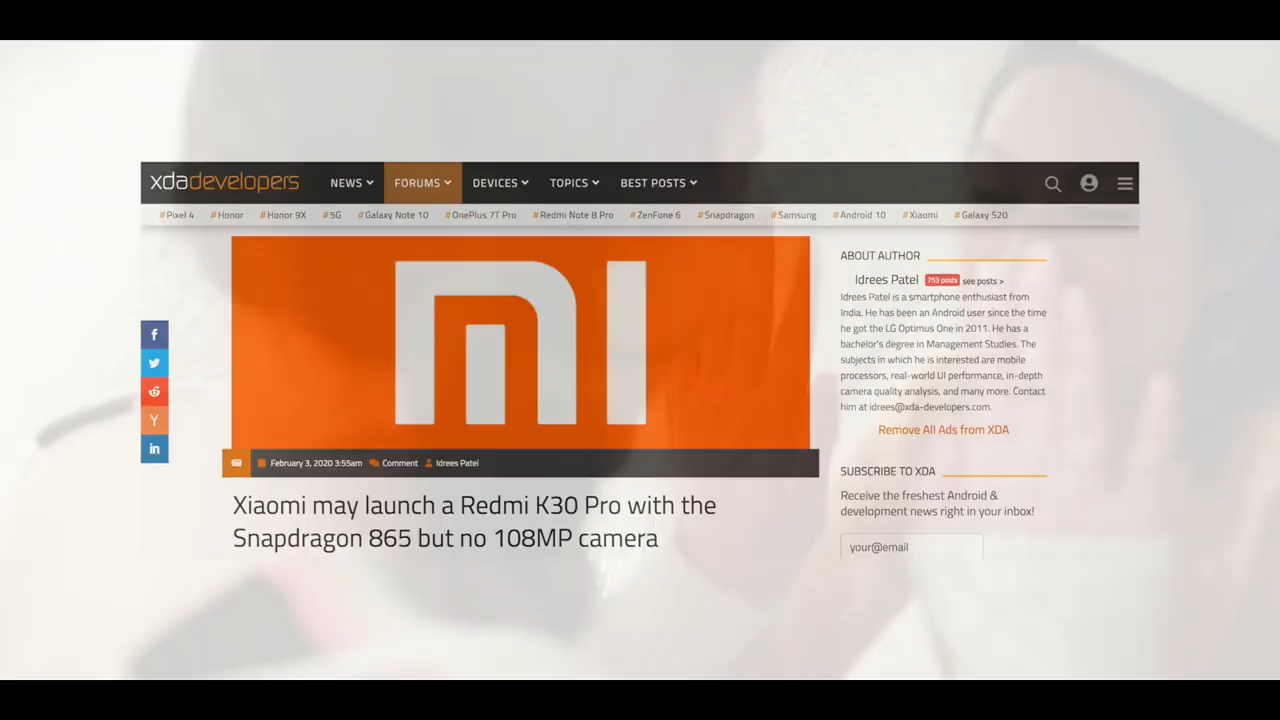 xdadevelopers NEWS FORUMS DEVICES TOPICS BEST POSTS
#Pixel 4 #Honor #Honor 9X #5G #Galaxy Note 10 #OnePlus 7T Pro #Redmi Note 8 Pro #ZenFone 6 #Snapdragon #Samsung #Android 10 #Xiaomi #Galaxy S20
mi
f
Y
in
February 3, 2020 3:55am Comment Idrees Patel
Xiaomi may launch a Redmi K30 Pro with the
Snapdragon 865 but no 108MP camera
ABOUT AUTHOR
Idrees Patel 753 posts see posts >
Idrees Patel is a smartphone enthusiast from
India. He has been an Android user since the time
he got the LG Optimus One in 2011. He has a
bachelor's degree in Management Studies. The
subjects in which he is interested are mobile
processors, real-world UI performance, in-depth
camera quality analysis, and many more. Contact
him at idrees@xda-developers.com.
Remove All Ads from XDA
SUBSCRIBE TO XDA
Receive the freshest Android &
development news right in your inbox!
your@email